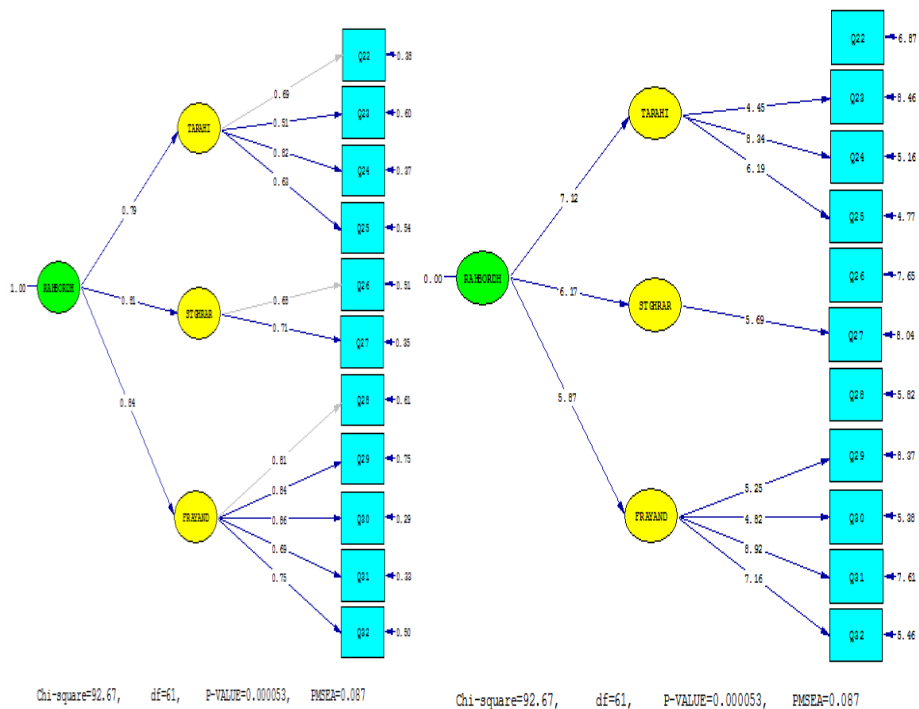 Q22 0.35
0.69
TARAHI
0.51
Q23 0.60
0.82
Q24 0.37
0.63
Q25 0.54
0.79
1.00 RAHBORDH
0.81
STGHRAR
0.68
Q26 0.51
0.71
Q27 0.35
0.84
Q28 0.61
0.81
FRAYAND
0.84
Q29 0.75
0.86
Q30 0.29
0.69
Q31 0.33
0.75
Q32 0.50
Chi-square=92.67, df=61, P-VALUE=0.000053, PMSEA=0.087
Q22 6.87
TARAHI
4.45
Q23 8.46
8.34
Q24 5.16
6.19
Q25 4.77
7.12
0.00 RAHBORDH
6.17
STGHRAR
Q26 7.65
5.69
Q27 8.04
5.87
Q28 5.82
FRAYAND
5.25
Q29 8.37
4.82
Q30 5.38
8.92
Q31 7.61
7.16
Q32 5.46
Chi-square=92.67, df=61, P-VALUE=0.000053, PMSEA=0.087